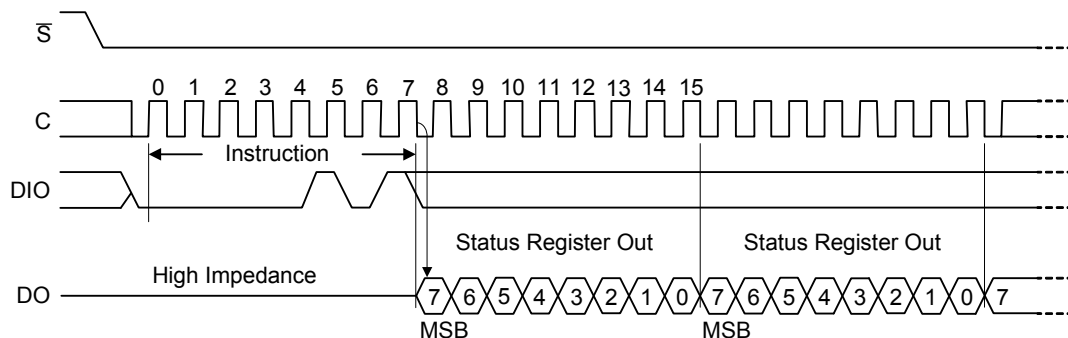 S
0 1 2 3 4 5 6 7 8 9 10 11 12 13 14 15
C
Instruction
DIO
Status Register Out Status Register Out
High Impedance
DO 7 6 5 4 3 2 1 0 7 6 5 4 3 2 1 0 7
MSB MSB